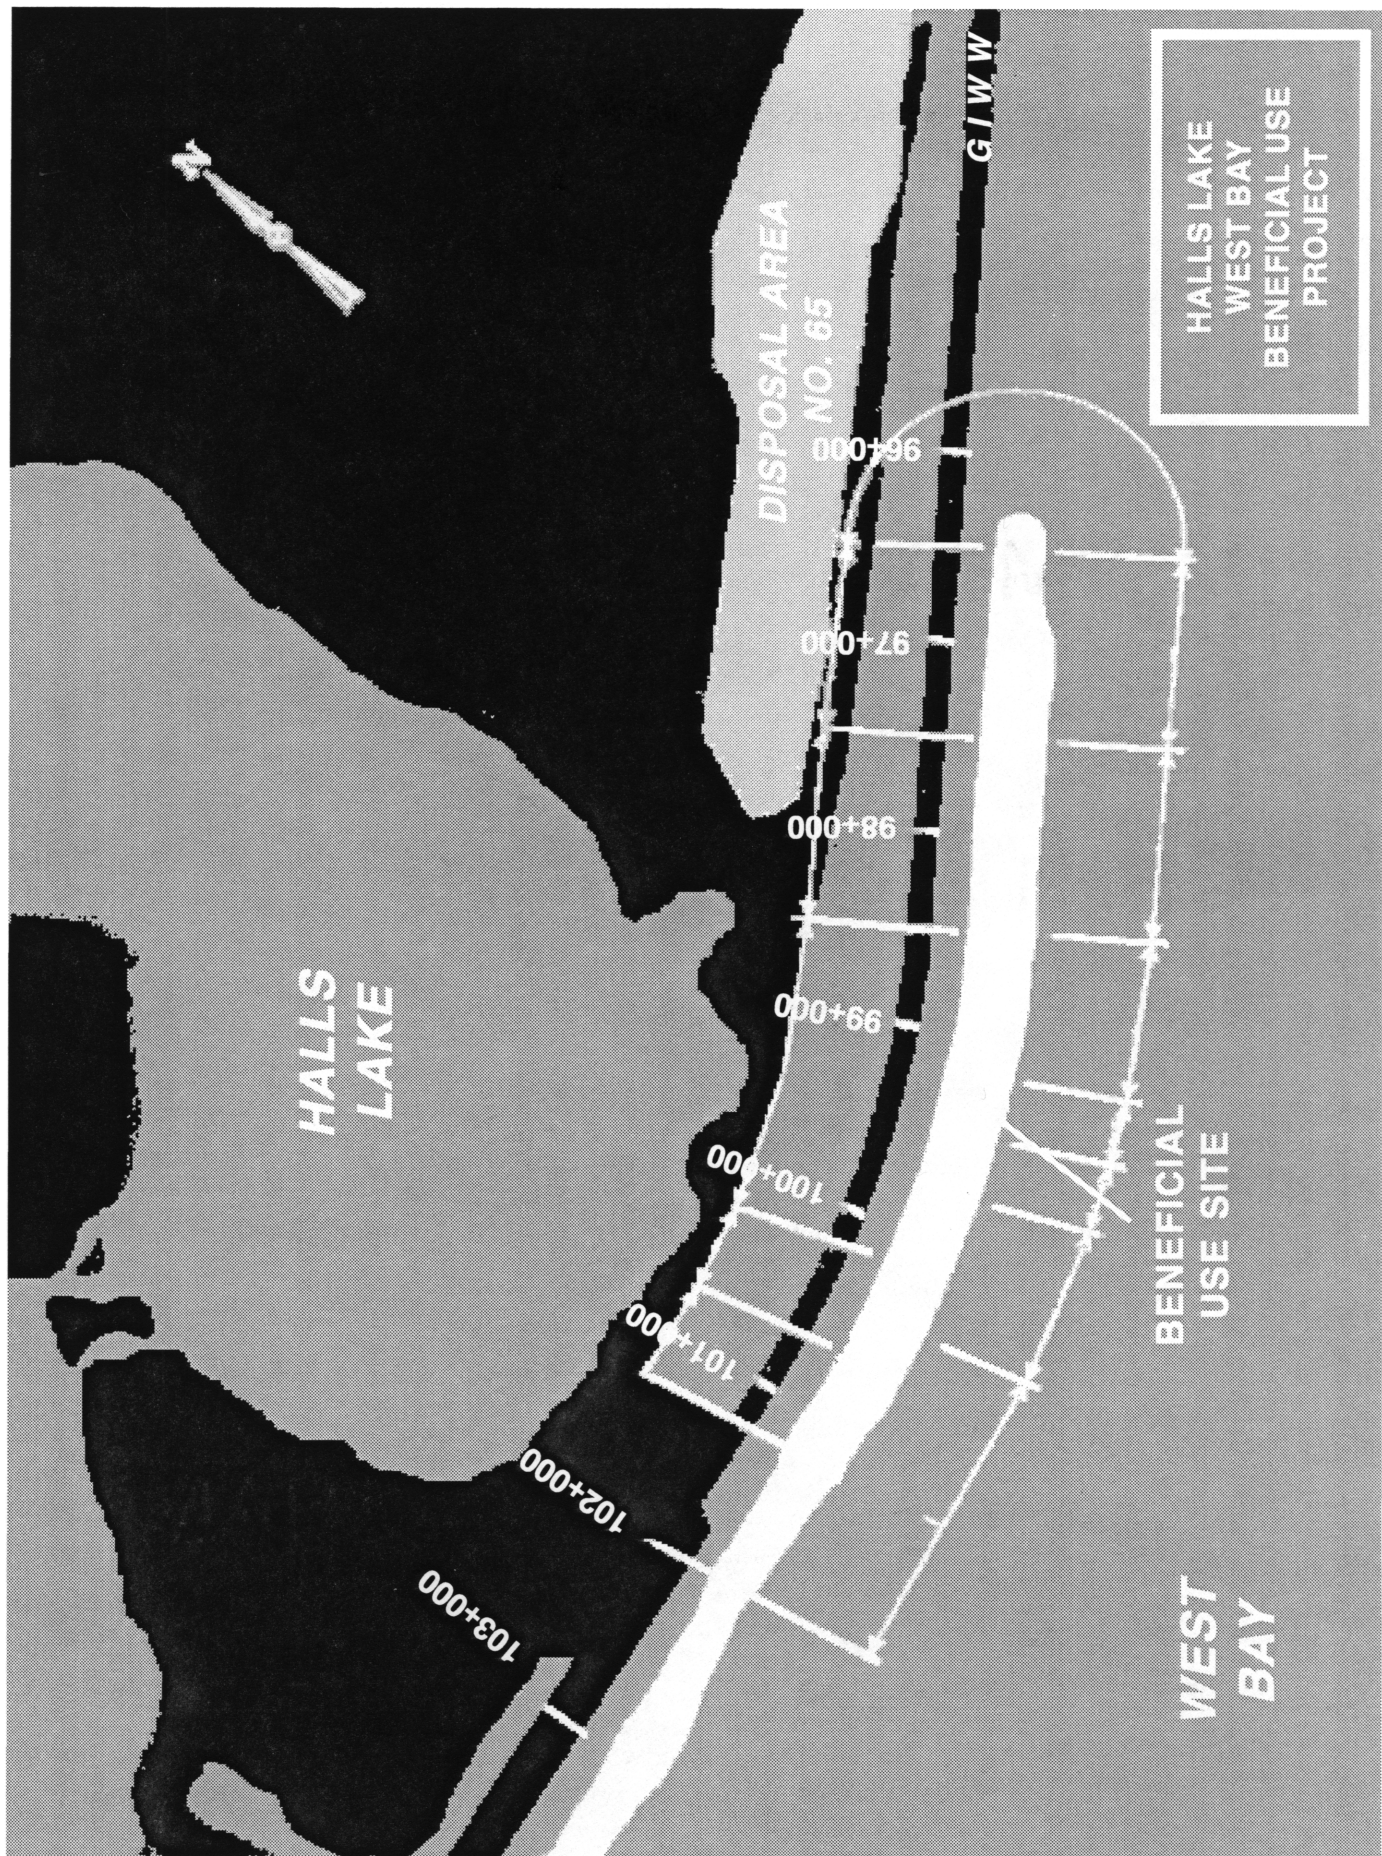 N
GIWW
HALLS LAKE
WEST BAY
BENEFICIAL USE
PROJECT
DISPOSAL AREA
NO. 65
96+000
97+000
98+000
99+000
100+000
101+000
102+000
103+000
HALLS
LAKE
BENEFICIAL
USE SITE
WEST
BAY